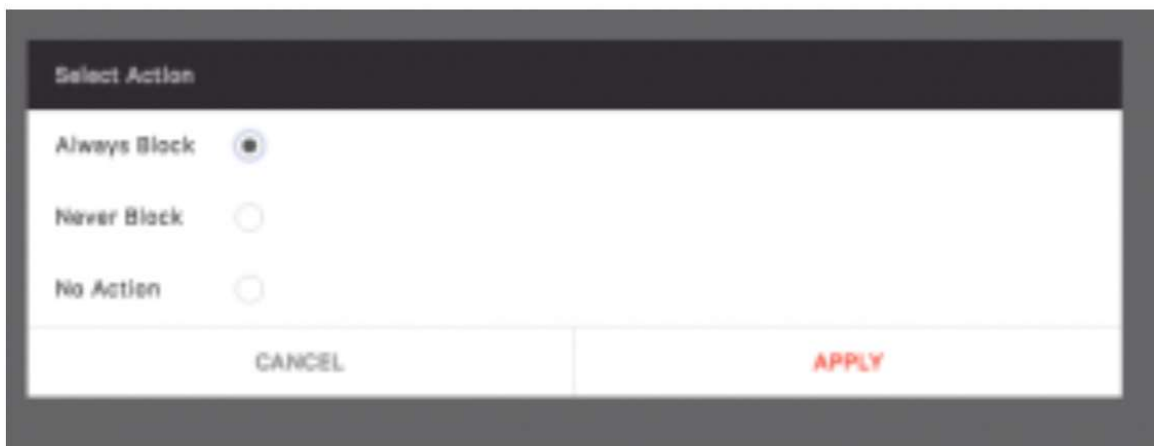 Select Action
Always Block
Never Block
No Action
CANCEL
APPLY